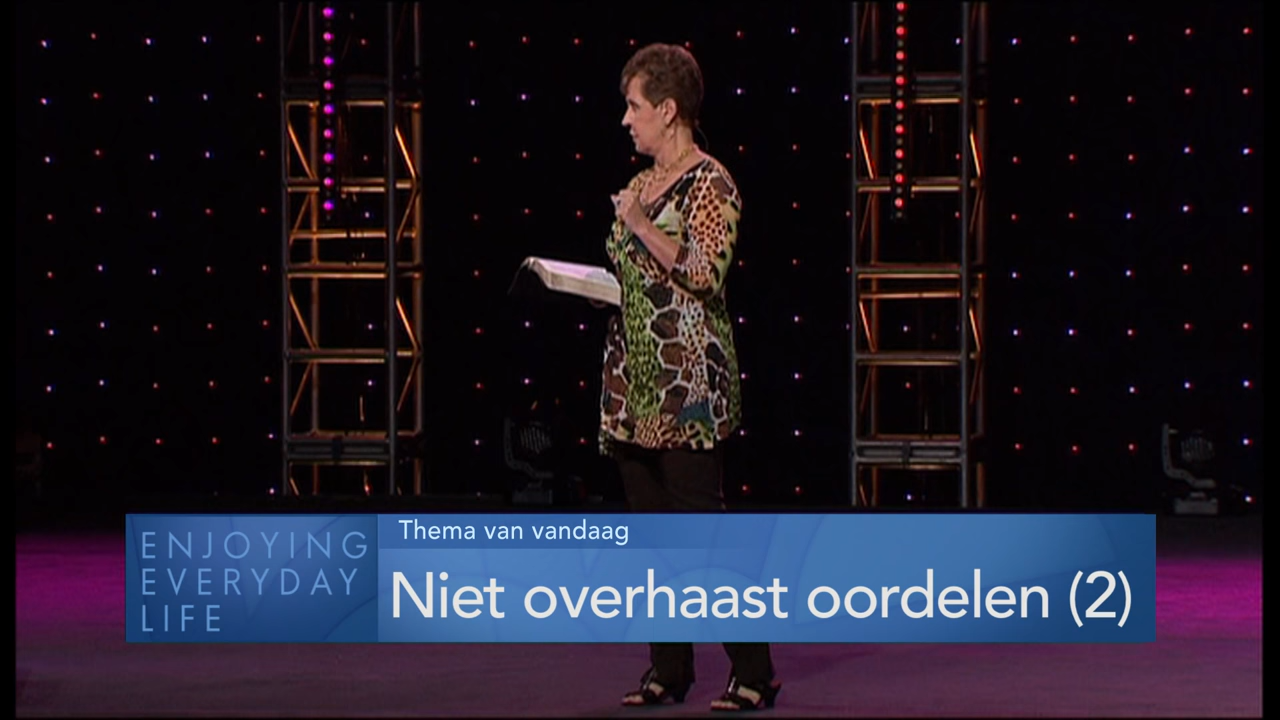 ENJOYING
EVERYDAY
LIFE
Thema van vandaag
Niet overhaast oordelen (2)